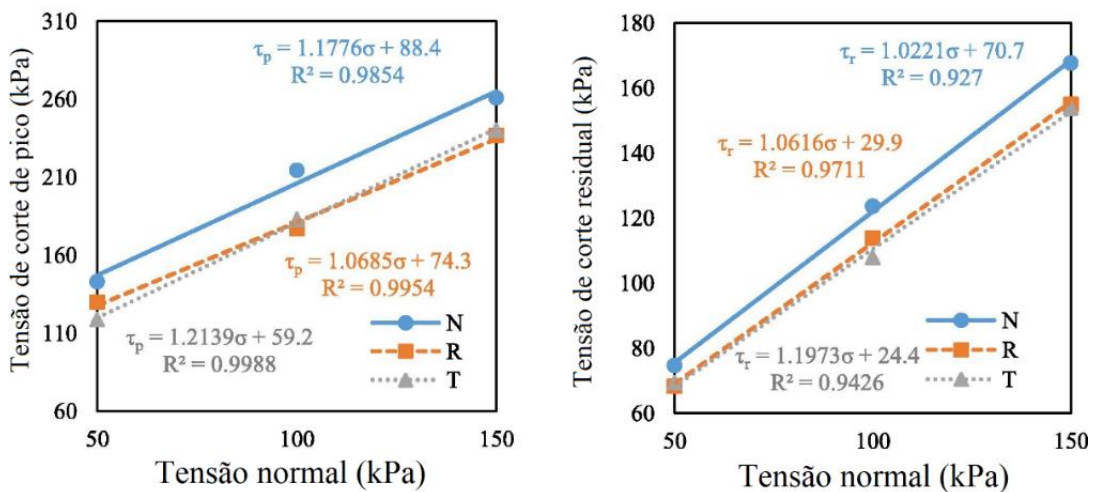 Tensão de corte de pico (kPa)
310
260
210
160
110
60
τp = 1.1776σ + 88.4
R² = 0.9854
τp = 1.0685σ + 74.3
R² = 0.9954
τp = 1.2139σ + 59.2
R² = 0.9988
N
R
T
50 100 150
Tensão normal (kPa)
Tensão de corte residual (kPa)
180
160
140
120
100
80
60
τr = 1.0221σ + 70.7
R² = 0.927
τr = 1.0616σ + 29.9
R² = 0.9711
τr = 1.1973σ + 24.4
R² = 0.9426
N
R
T
50 100 150
Tensão normal (kPa)